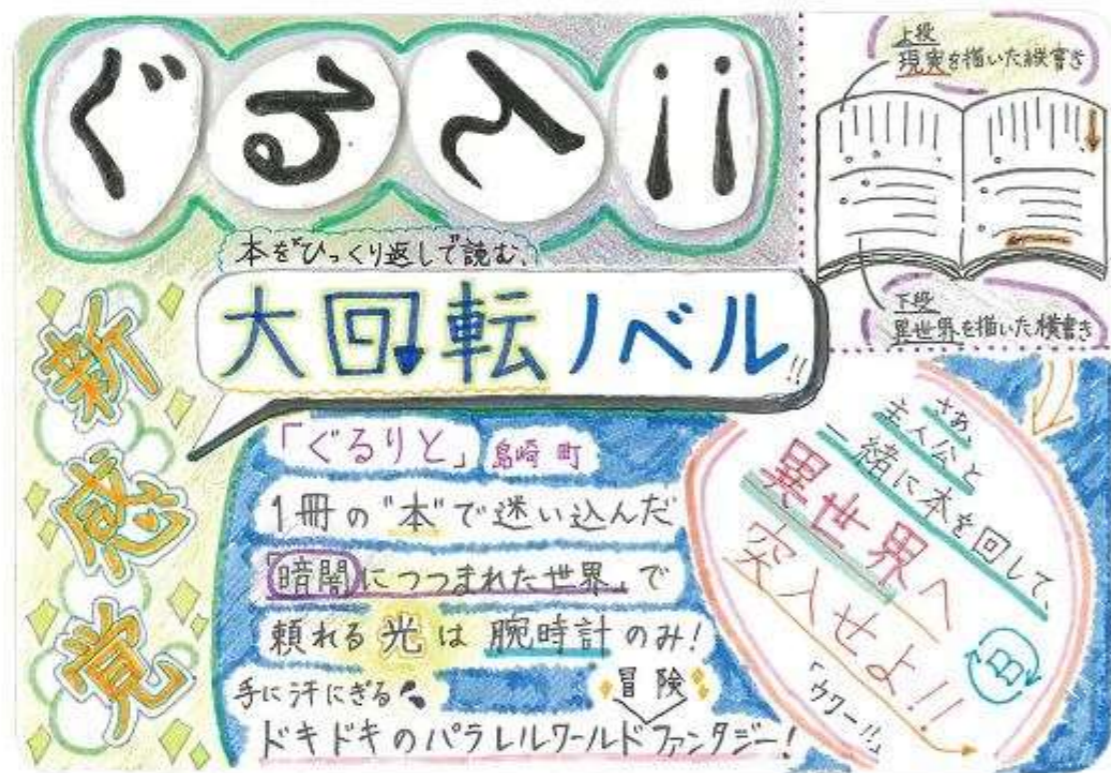 ぐるん!!
本をひっくり返して読む、
大回転ノベル!!
新感覚
上段
現実を描いた縦書き
下段
異世界を描いた横書き
「ぐるりと」 島崎 町
1冊の"本"で迷い込んだ
「暗闇につつまれた世界」で
頼れる光は腕時計のみ!
手に汗にぎる 冒険
ドキドキのパラレルワールドファンタジー!
さあ、
主人公と
一緒に本を回して、
異世界へ
突入せよ!!
「ウワー!!」